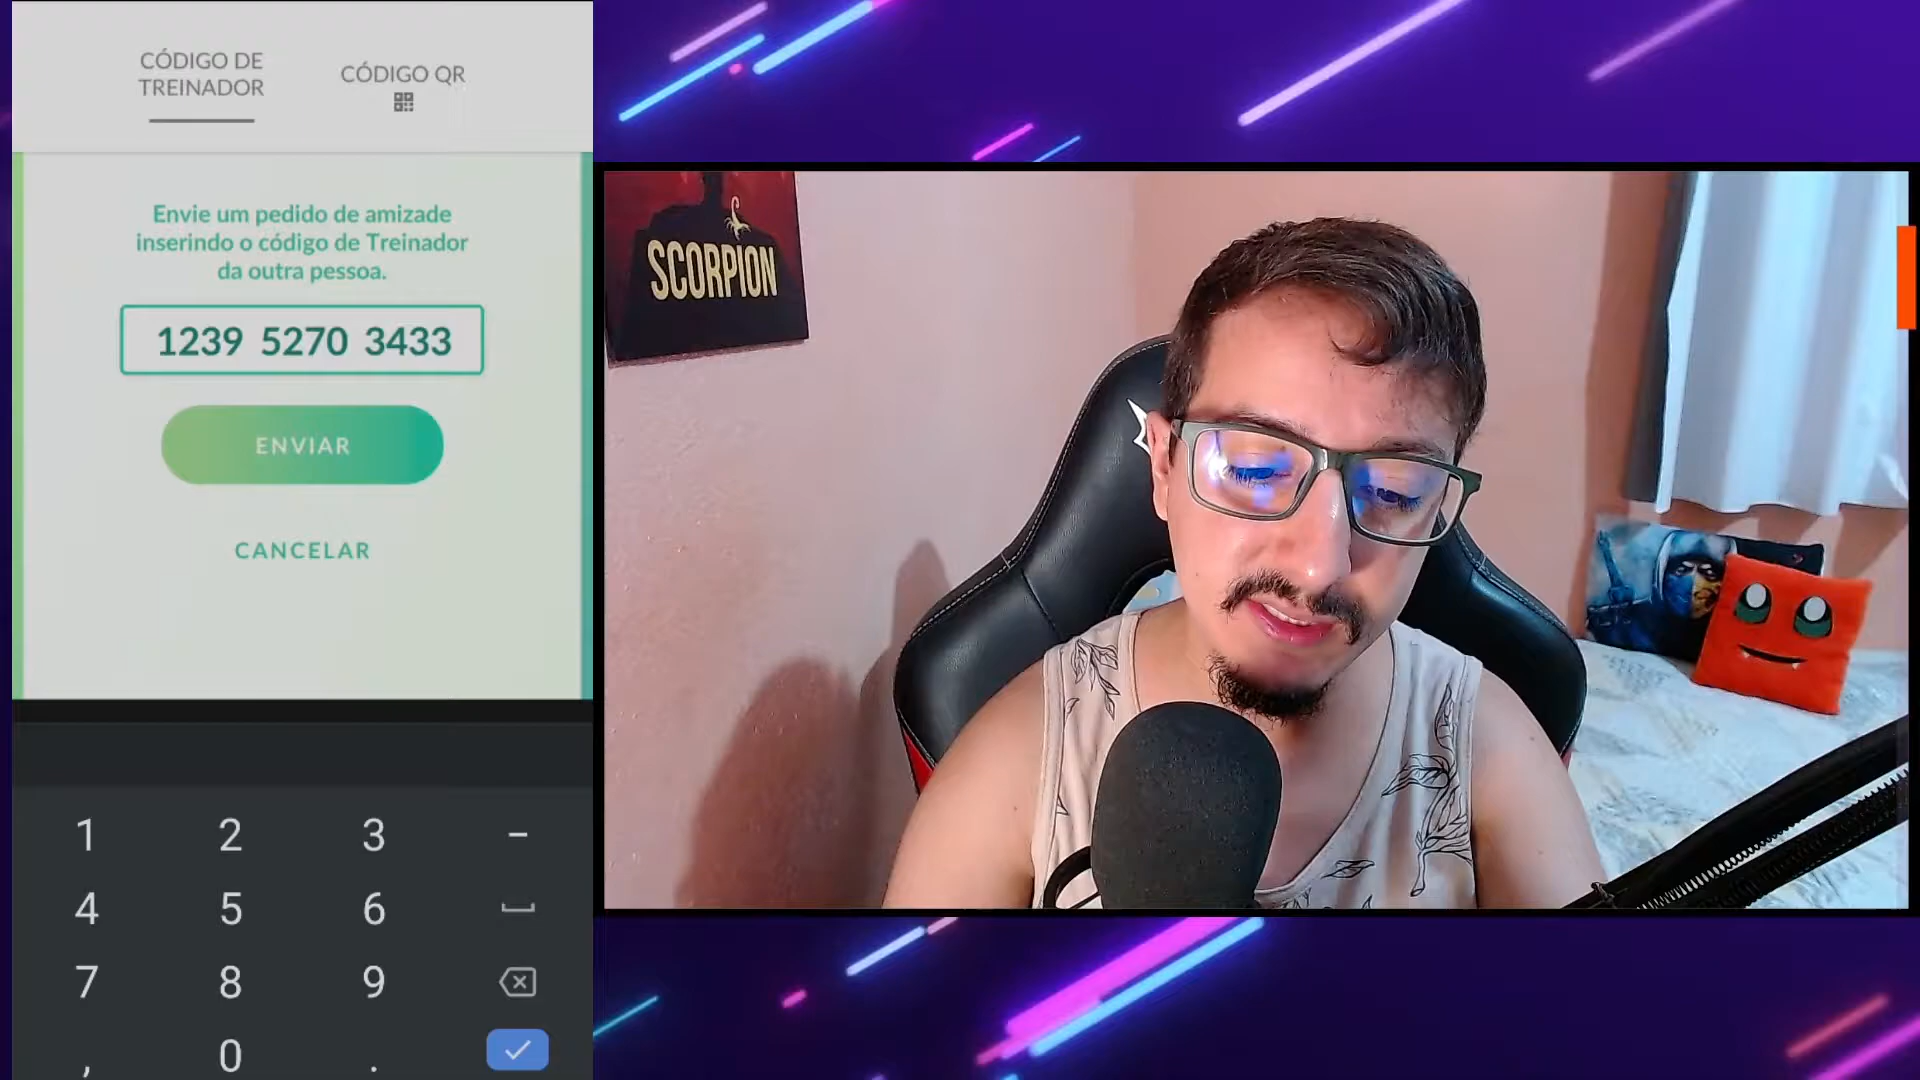 CÓDIGO DE
TREINADOR
CÓDIGO QR
Envie um pedido de amizade
inserindo o código de Treinador
da outra pessoa.
1239 5270 3433
ENVIAR
CANCELAR
1 2 3 -
4 5 6
7 8 9
, 0 .
SCORPION